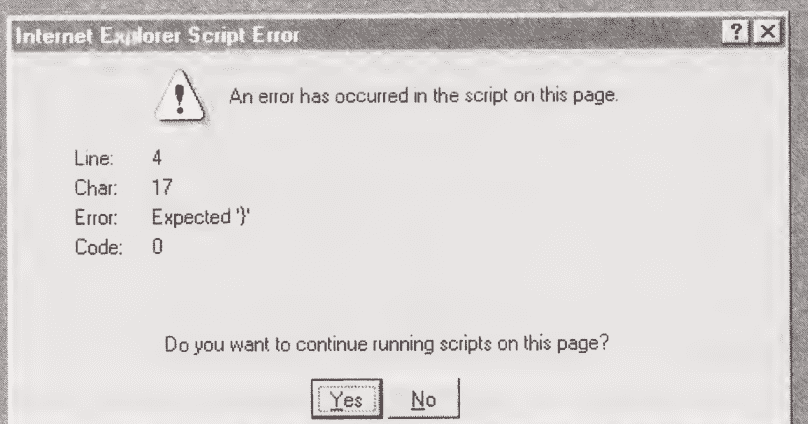 Internet Explorer Script Error
An error has occurred in the script on this page.
Line: 4
Char: 17
Error: Expected '}'
Code: 0
Do you want to continue running scripts on this page?
Yes No